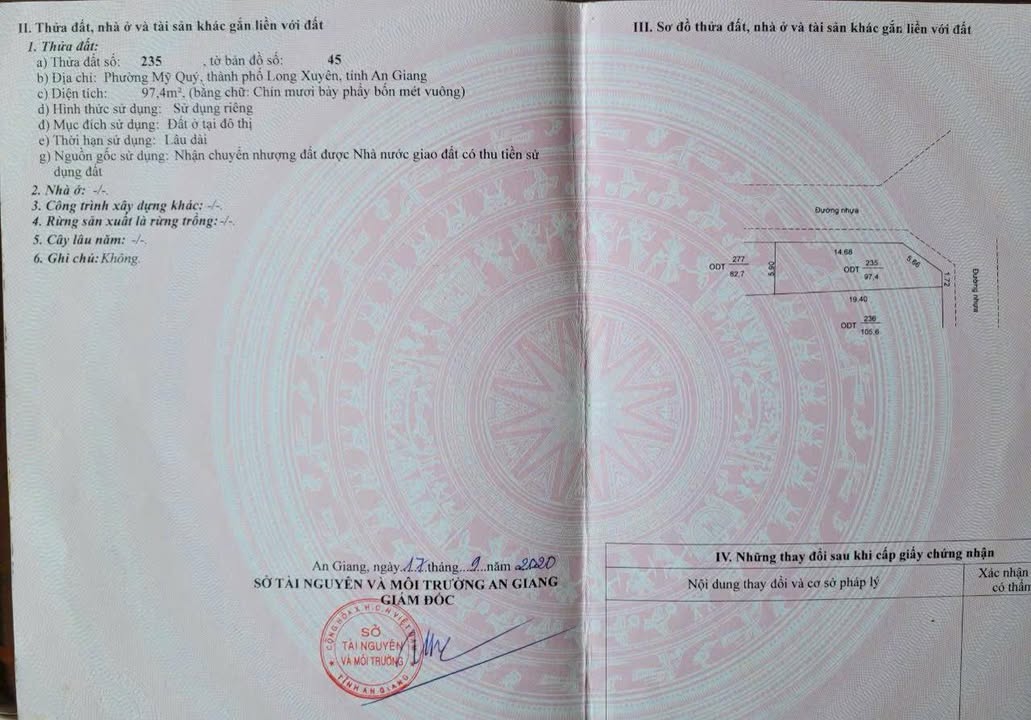 II. Thửa đất, nhà ở và tài sản khác gắn liền với đất
1. Thửa đất:
a) Thửa đất số: 235 , tờ bản đồ số: 45
b) Địa chỉ: Phường Mỹ Quý, thành phố Long Xuyên, tỉnh An Giang
c) Diện tích: 97,4m², (bằng chữ: Chín mươi bảy phẩy bốn mét vuông)
d) Hình thức sử dụng: Sử dụng riêng
đ) Mục đích sử dụng: Đất ở tại đô thị
e) Thời hạn sử dụng: Lâu dài
g) Nguồn gốc sử dụng: Nhận chuyển nhượng đất được Nhà nước giao đất có thu tiền sử
dụng đất
2. Nhà ở: -/-.
3. Công trình xây dựng khác: -/-.
4. Rừng sản xuất là rừng trồng: -/-.
5. Cây lâu năm: -/-.
6. Ghi chú: Không.
An Giang, ngày 17 tháng 9 năm 2020
SỞ TÀI NGUYÊN VÀ MÔI TRƯỜNG AN GIANG
GIÁM ĐỐC
CỘNG HÒA X.H.C.N VIỆT NAM
SỞ
TÀI NGUYÊN
VÀ MÔI TRƯỜNG
TỈNH AN GIANG
III. Sơ đồ thửa đất, nhà ở và tài sản khác gắn liền với đất
Đường nhựa
14.68
5.66
1.72
Đường nhựa
ODT 277
82,7
5.90
ODT 235
97,4
19.40
ODT 236
105,6
IV. Những thay đổi sau khi cấp giấy chứng nhận
Nội dung thay đổi và cơ sở pháp lý
Xác nhận
có thẩm